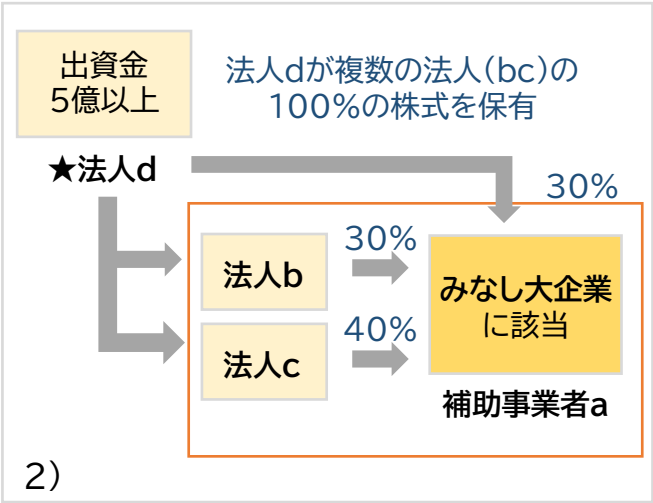 出資金
5億以上
法人dが複数の法人(bc)の
100%の株式を保有
★法人d
30%
法人b
30%
法人c
40%
みなし大企業
に該当
補助事業者a
2)